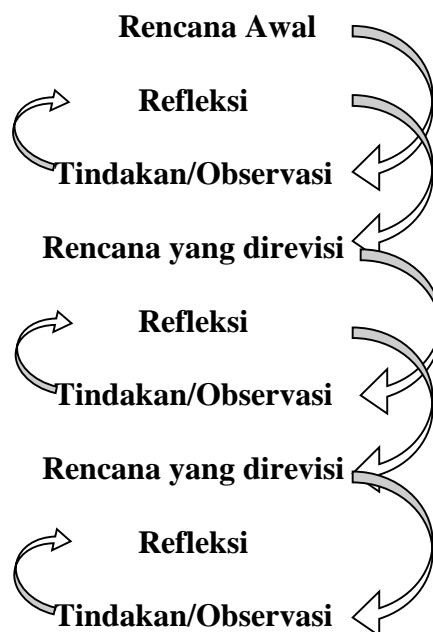 Rencana Awal
Refleksi
Tindakan/Observasi
Rencana yang direvisi
Refleksi
Tindakan/Observasi
Rencana yang direvisi
Refleksi
Tindakan/Observasi